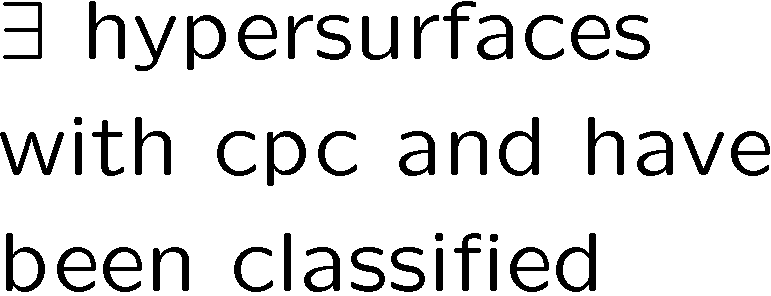 ∃ hypersurfaces
with cpc and have
been classified